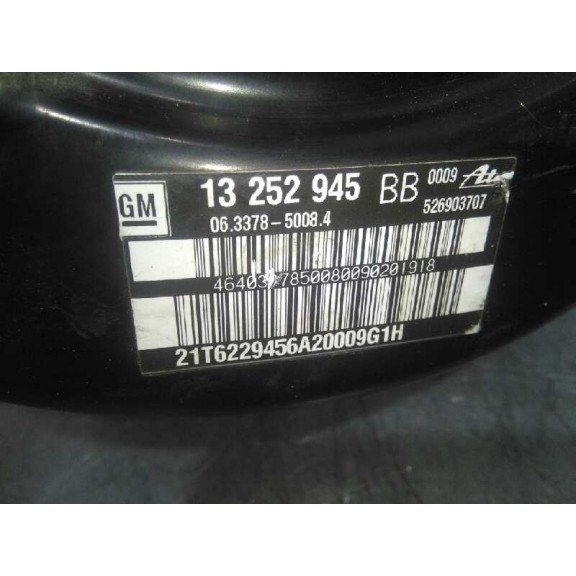 GM 13 252 945 BB 0009 Ate
06.3378-5008.4 526903707
21T6229456A20009G1H